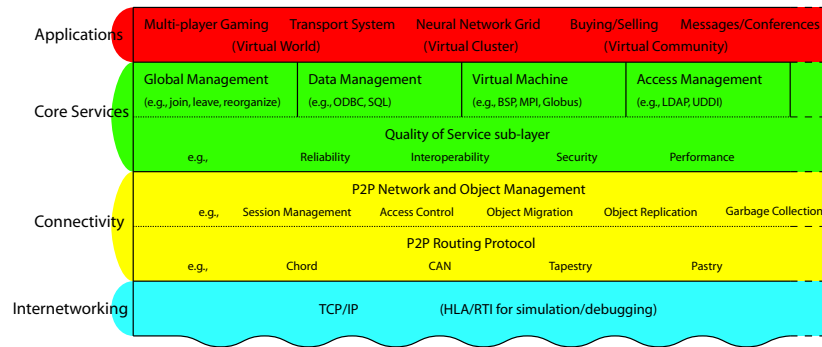 Applications
Multi-player Gaming Transport System Neural Network Grid Buying/Selling Messages/Conferences
(Virtual World) (Virtual Cluster) (Virtual Community)
Core Services
Global Management Data Management Virtual Machine Access Management
(e.g., join, leave, reorganize) (e.g., ODBC, SQL) (e.g., BSP, MPI, Globus) (e.g., LDAP, UDDI)
Quality of Service sub-layer
e.g., Reliability Interoperability Security Performance
Connectivity
P2P Network and Object Management
e.g., Session Management Access Control Object Migration Object Replication Garbage Collection
P2P Routing Protocol
e.g., Chord CAN Tapestry Pastry
Internetworking
TCP/IP (HLA/RTI for simulation/debugging)